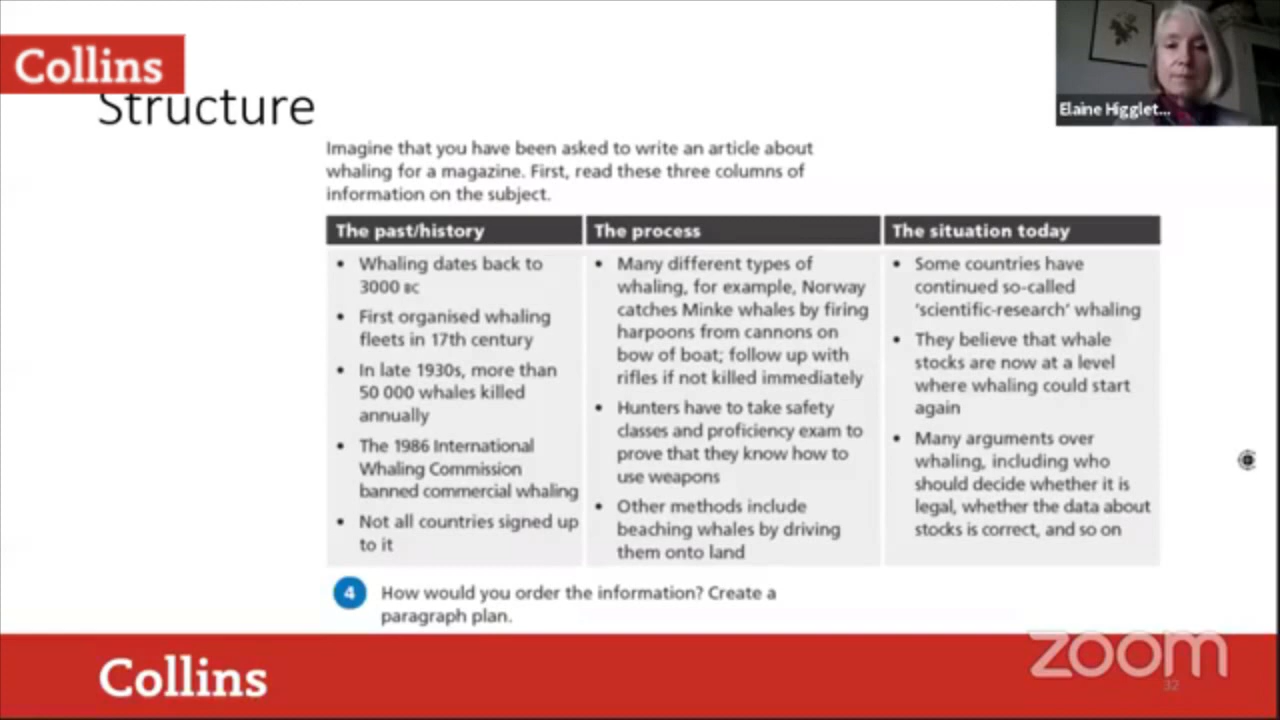 Collins
Structure
Elaine Higglet...
Imagine that you have been asked to write an article about
whaling for a magazine. First, read these three columns of
information on the subject.
The past/history
• Whaling dates back to
3000 BC
• First organised whaling
fleets in 17th century
• In late 1930s, more than
50 000 whales killed
annually
• The 1986 International
Whaling Commission
banned commercial whaling
• Not all countries signed up
to it
The process
• Many different types of
whaling, for example, Norway
catches Minke whales by firing
harpoons from cannons on
bow of boat; follow up with
rifles if not killed immediately
• Hunters have to take safety
classes and proficiency exam to
prove that they know how to
use weapons
• Other methods include
beaching whales by driving
them onto land
The situation today
• Some countries have
continued so-called
'scientific-research' whaling
• They believe that whale
stocks are now at a level
where whaling could start
again
• Many arguments over
whaling, including who
should decide whether it is
legal, whether the data about
stocks is correct, and so on
4 How would you order the information? Create a
paragraph plan.
Collins
zoom
32